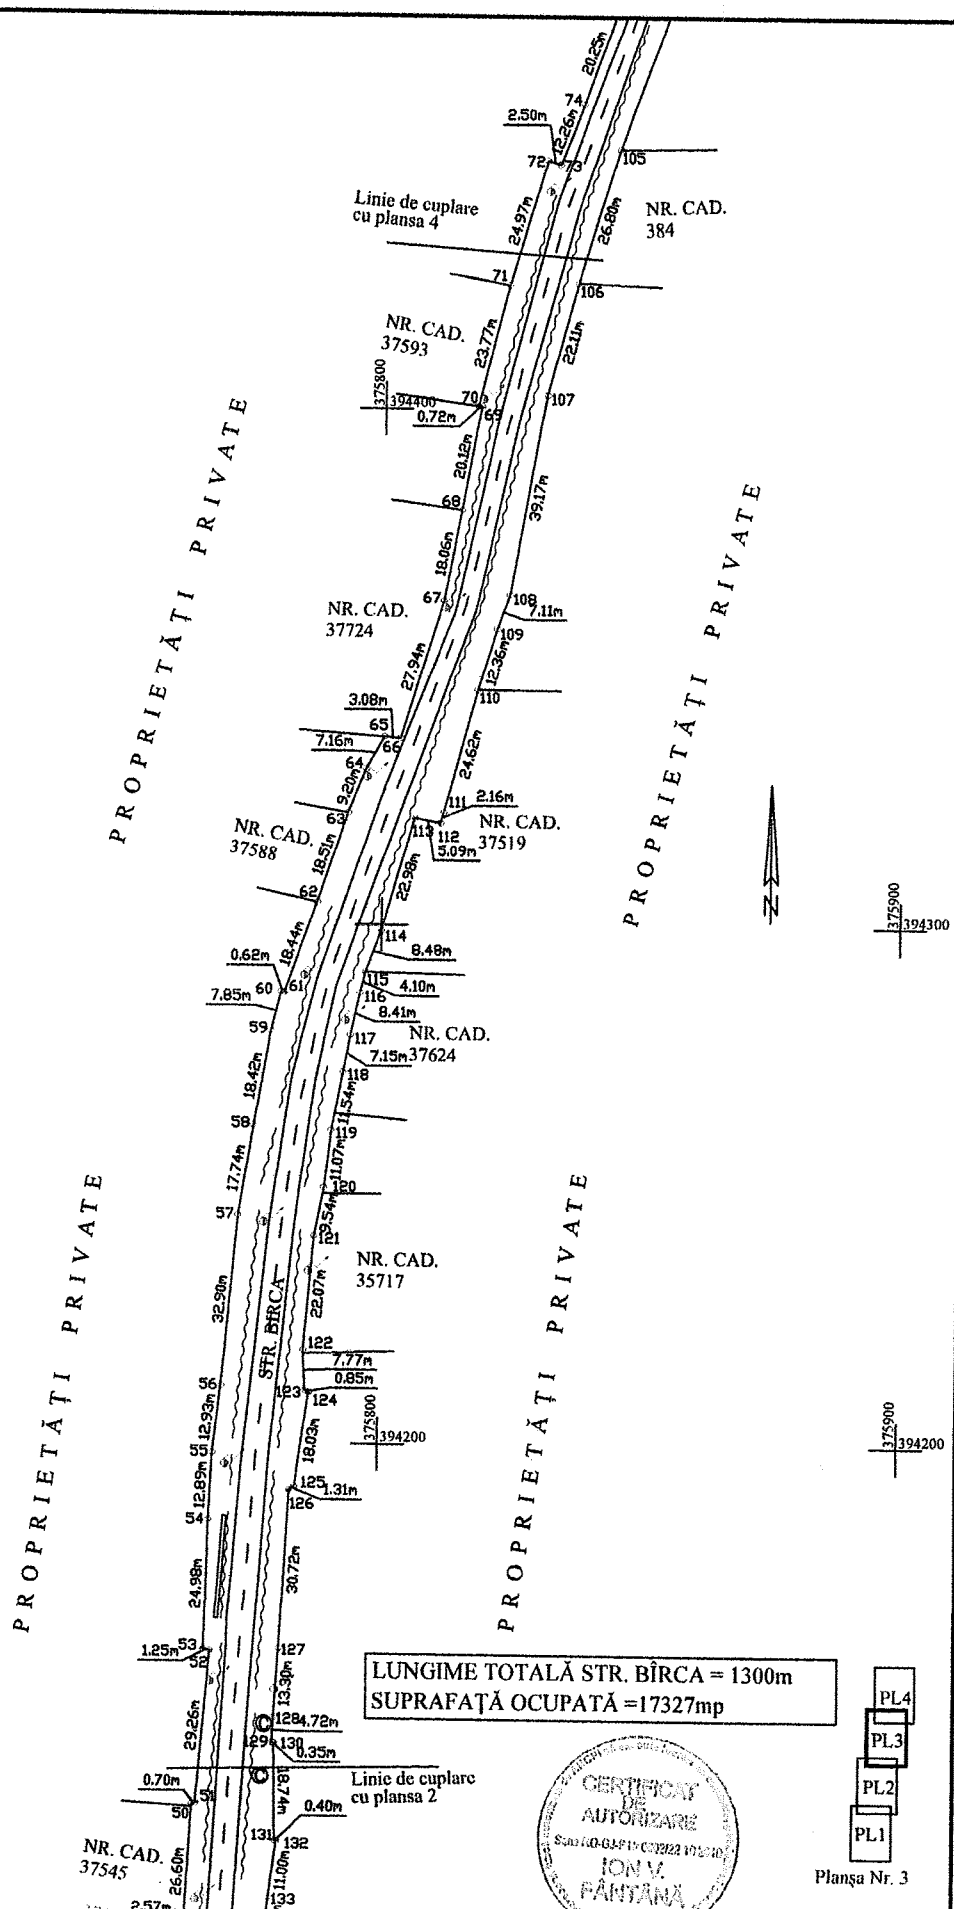 20.25m
74
2.50m
12.26m
72
73
105
Linie de cuplare
cu plansa 4
24.97m
26.80m
NR. CAD.
384
71
106
NR. CAD.
37593
23.77m
22.11m
375800
394400
70
69
107
0.72m
20.12m
39.17m
68
18.06m
67
108
7.11m
NR. CAD.
37724
109
27.94m
12.36m
110
3.08m
65
66
7.16m
24.62m
64
9.20m
63
111
2.16m
113
112
NR. CAD.
37519
5.09m
NR. CAD.
37588
18.51m
22.98m
62
PROPRIETĂȚI PRIVATE
PROPRIETĂȚI PRIVATE
N
375900
394300
114
18.44m
8.48m
0.62m
60
61
115
4.10m
116
7.85m
8.41m
59
117
NR. CAD.
37624
7.15m
118
18.42m
11.54m
58
119
11.07m
17.74m
120
57
9.54m
121
NR. CAD.
35717
22.07m
32.90m
STR. BÎRCA
122
7.77m
56
123
0.85m
124
12.93m
18.03m
375800
394200
375900
394200
55
12.89m
125
1.31m
126
54
24.98m
30.72m
PROPRIETĂȚI PRIVATE
PROPRIETĂȚI PRIVATE
1.25m
53
52
127
13.30m
29.26m
128
4.72m
129
130
0.35m
LUNGIME TOTALĂ STR. BÎRCA = 1300m
SUPRAFAȚĂ OCUPATĂ =17327mp
PL4
PL3
PL2
PL1
Planșa Nr. 3
0.70m
51
50
18.74m
Linie de cuplare
cu plansa 2
0.40m
131
132
NR. CAD.
37545
26.60m
11.00m
133
2.57m
CERTIFICAT
DE
AUTORIZARE
ION V.
FÂNTÂNĂ